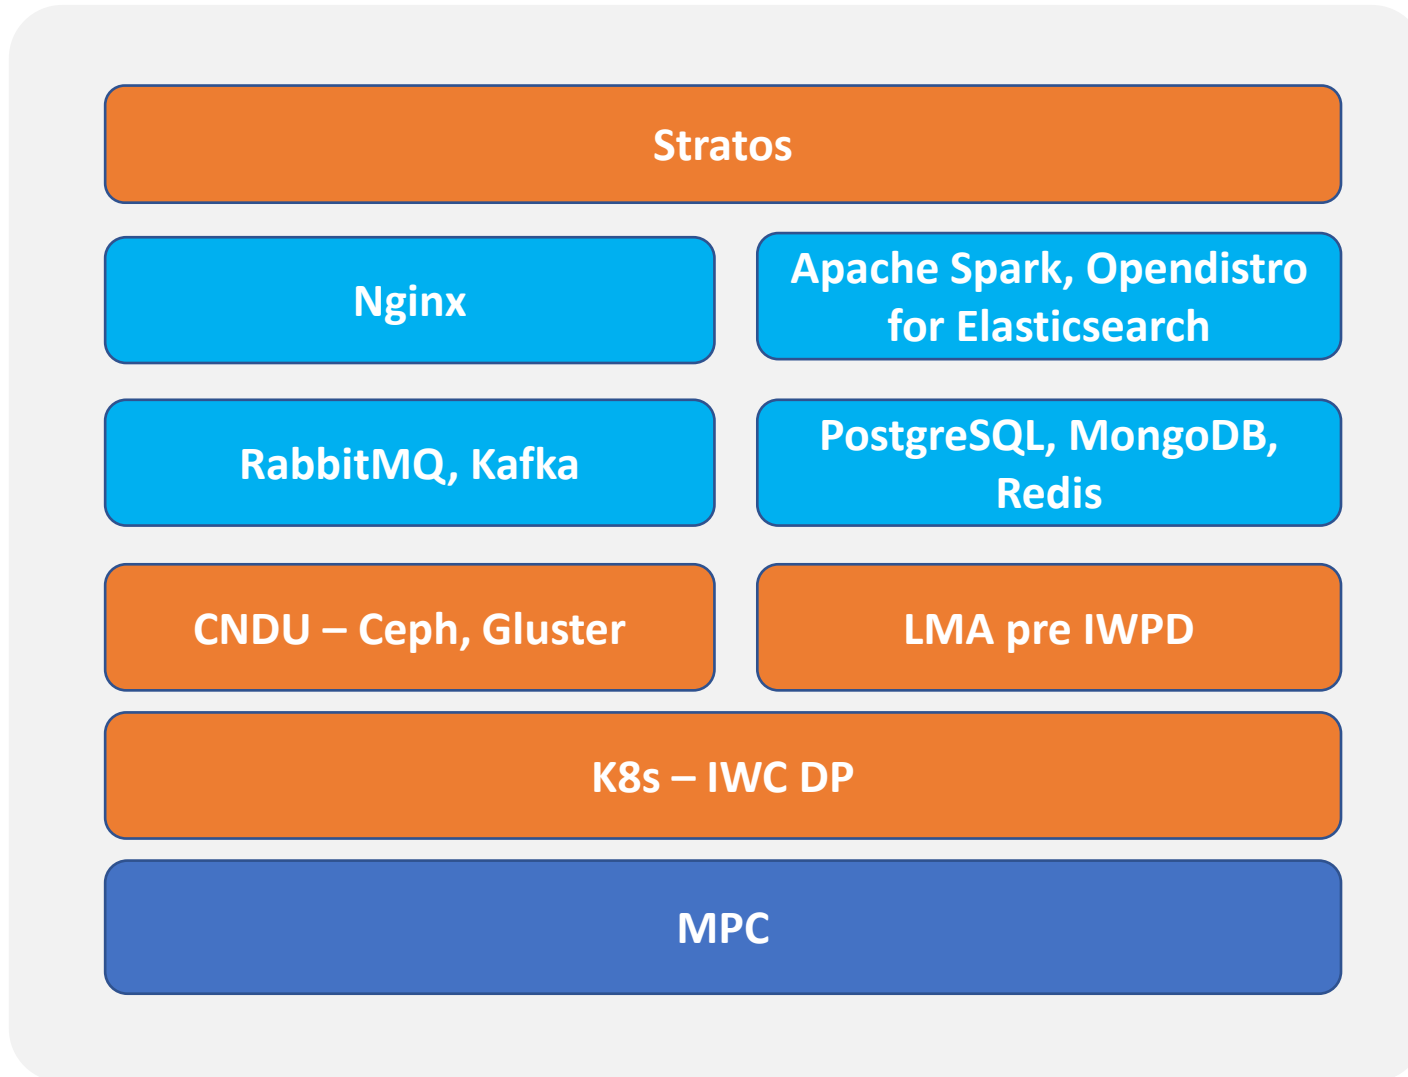 Stratos
Nginx
Apache Spark, Opendistro
for Elasticsearch
RabbitMQ, Kafka
PostgreSQL, MongoDB,
Redis
CNDU – Ceph, Gluster
LMA pre IWPD
K8s – IWC DP
MPC